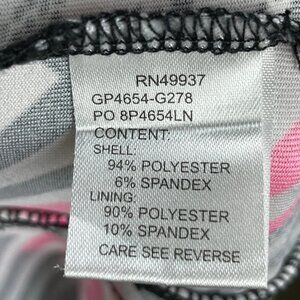 RN49937
GP4654-G278
PO 8P4654LN
CONTENT:
SHELL:
94% POLYESTER
6% SPANDEX
LINING:
90% POLYESTER
10% SPANDEX
CARE SEE REVERSE